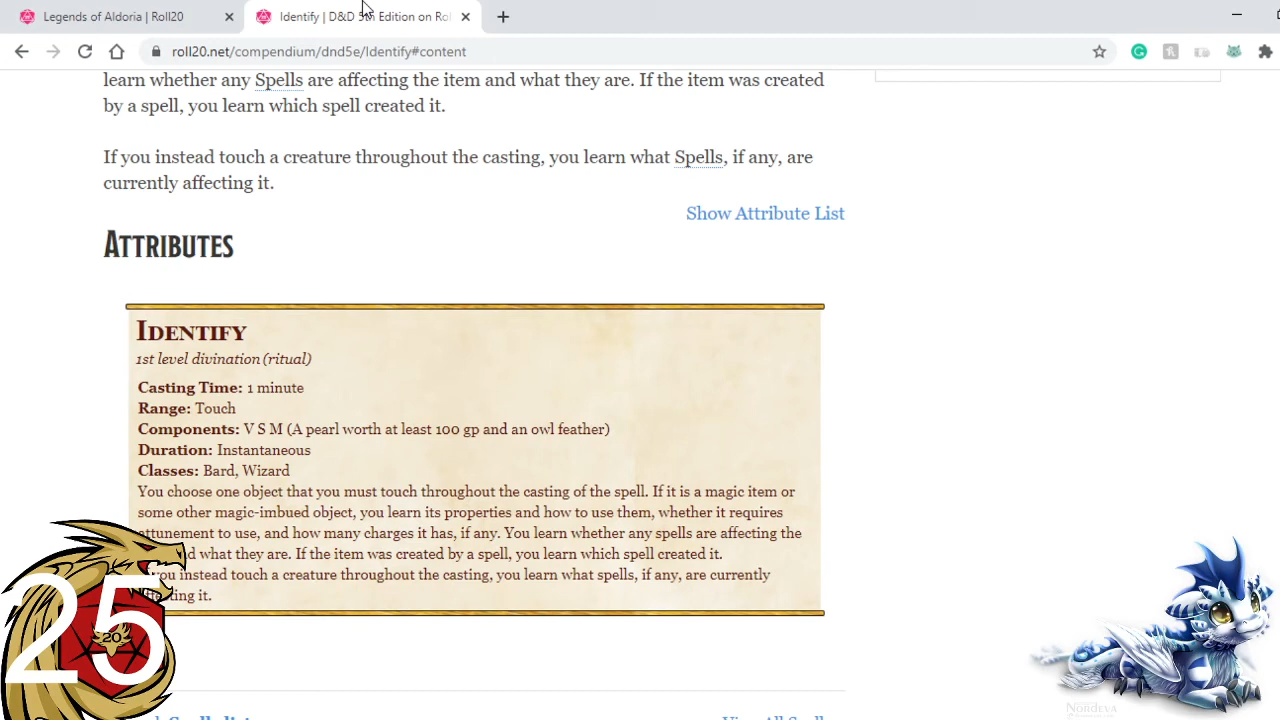 Legends of Aldoria | Roll20
Identify | D&D 5th Edition on Rol
roll20.net/compendium/dnd5e/Identify#content
learn whether any Spells are affecting the item and what they are. If the item was created
by a spell, you learn which spell created it.
If you instead touch a creature throughout the casting, you learn what Spells, if any, are
currently affecting it.
Show Attribute List
ATTRIBUTES
IDENTIFY
1st level divination (ritual)
Casting Time: 1 minute
Range: Touch
Components: V S M (A pearl worth at least 100 gp and an owl feather)
Duration: Instantaneous
Classes: Bard, Wizard
You choose one object that you must touch throughout the casting of the spell. If it is a magic item or
some other magic-imbued object, you learn its properties and how to use them, whether it requires
attunement to use, and how many charges it has, if any. You learn whether any spells are affecting the
what they are. If the item was created by a spell, you learn which spell created it.
you instead touch a creature throughout the casting, you learn what spells, if any, are currently
it.
20
25
NORDEVA